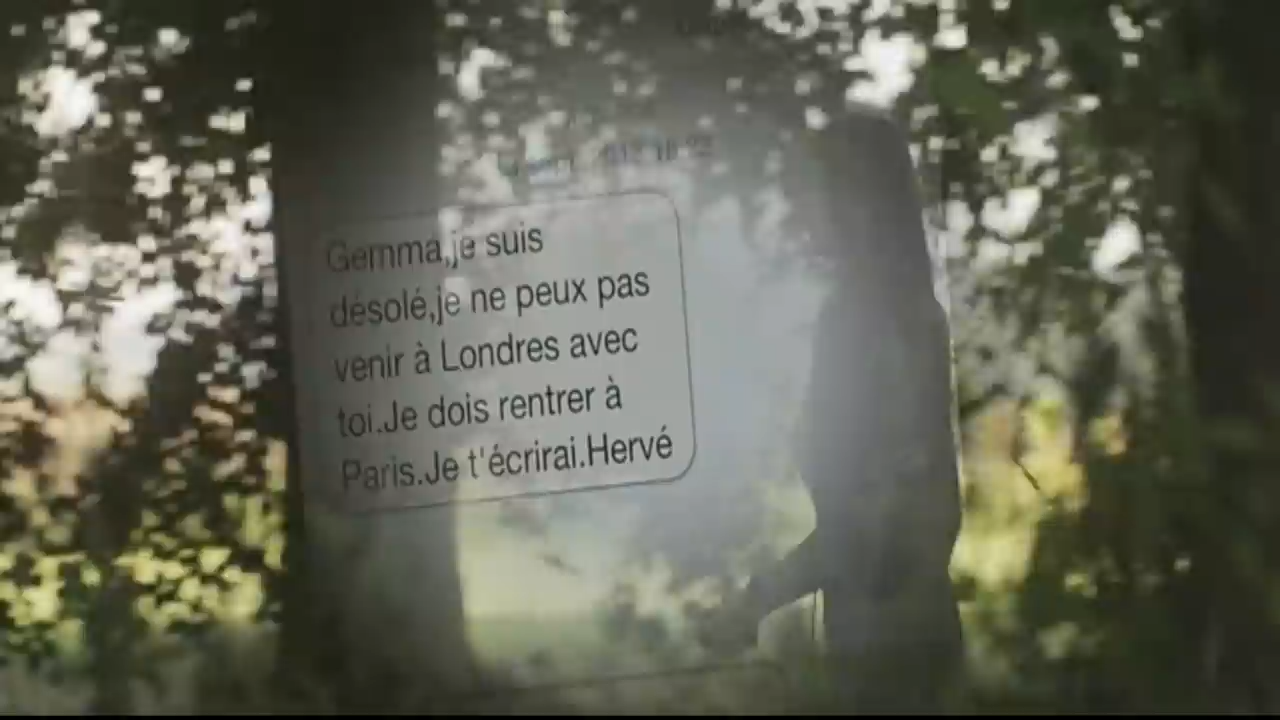 Gemma,je suis
désolé,je ne peux pas
venir à Londres avec
toi.Je dois rentrer à
Paris.Je t'écrirai.Hervé